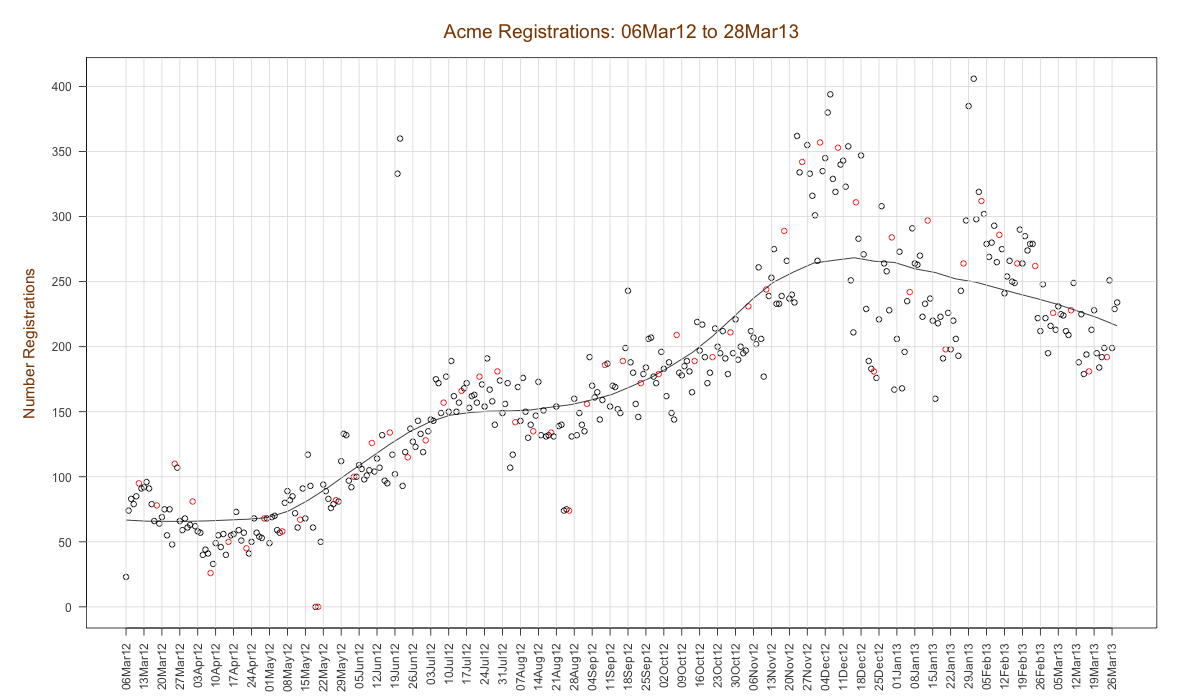 Acme Registrations: 06Mar12 to 28Mar13
Number Registrations
400
350
300
250
200
150
100
50
0
06Mar12
13Mar12
20Mar12
27Mar12
03Apr12
10Apr12
17Apr12
24Apr12
01May12
08May12
15May12
22May12
29May12
05Jun12
12Jun12
19Jun12
26Jun12
03Jul12
10Jul12
17Jul12
24Jul12
31Jul12
07Aug12
14Aug12
21Aug12
28Aug12
04Sep12
11Sep12
18Sep12
25Sep12
02Oct12
09Oct12
16Oct12
23Oct12
30Oct12
06Nov12
13Nov12
20Nov12
27Nov12
04Dec12
11Dec12
18Dec12
25Dec12
01Jan13
08Jan13
15Jan13
22Jan13
29Jan13
05Feb13
12Feb13
19Feb13
26Feb13
05Mar13
12Mar13
19Mar13
26Mar13